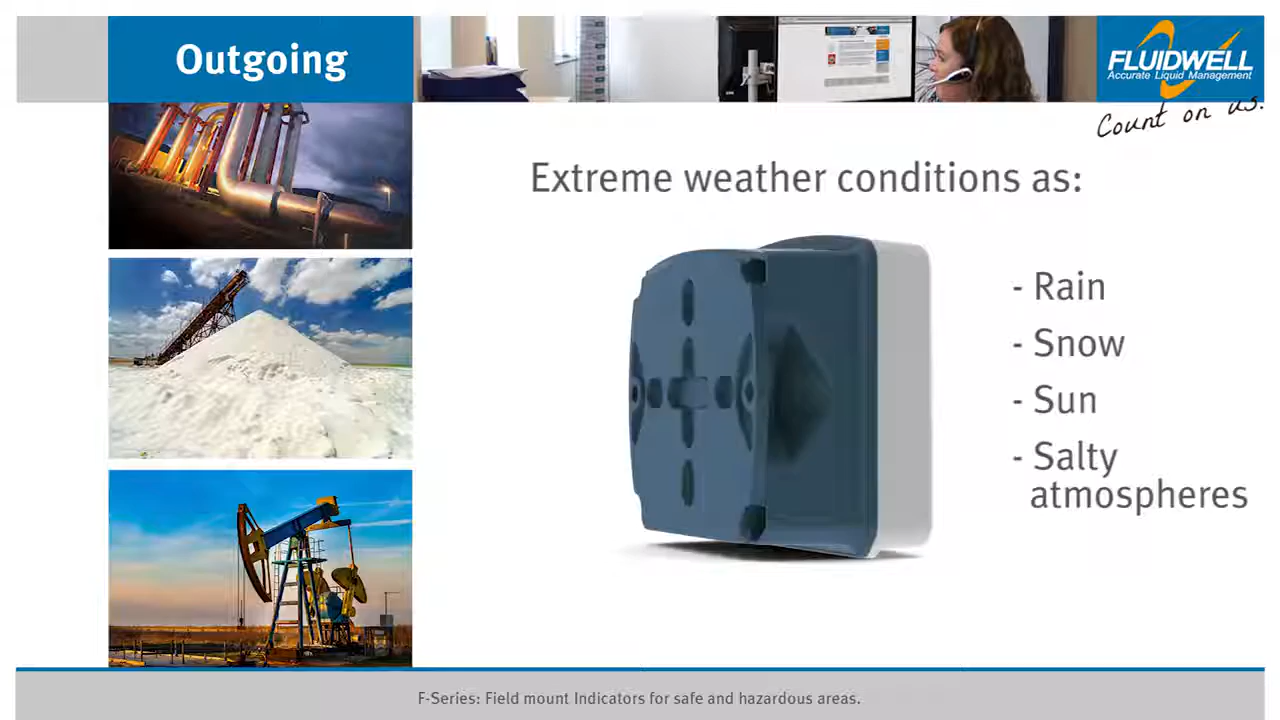 Outgoing
FLUIDWELL
Accurate Liquid Management
Count on us.
Extreme weather conditions as:
- Rain
- Snow
- Sun
- Salty
atmospheres
F-Series: Field mount Indicators for safe and hazardous areas.